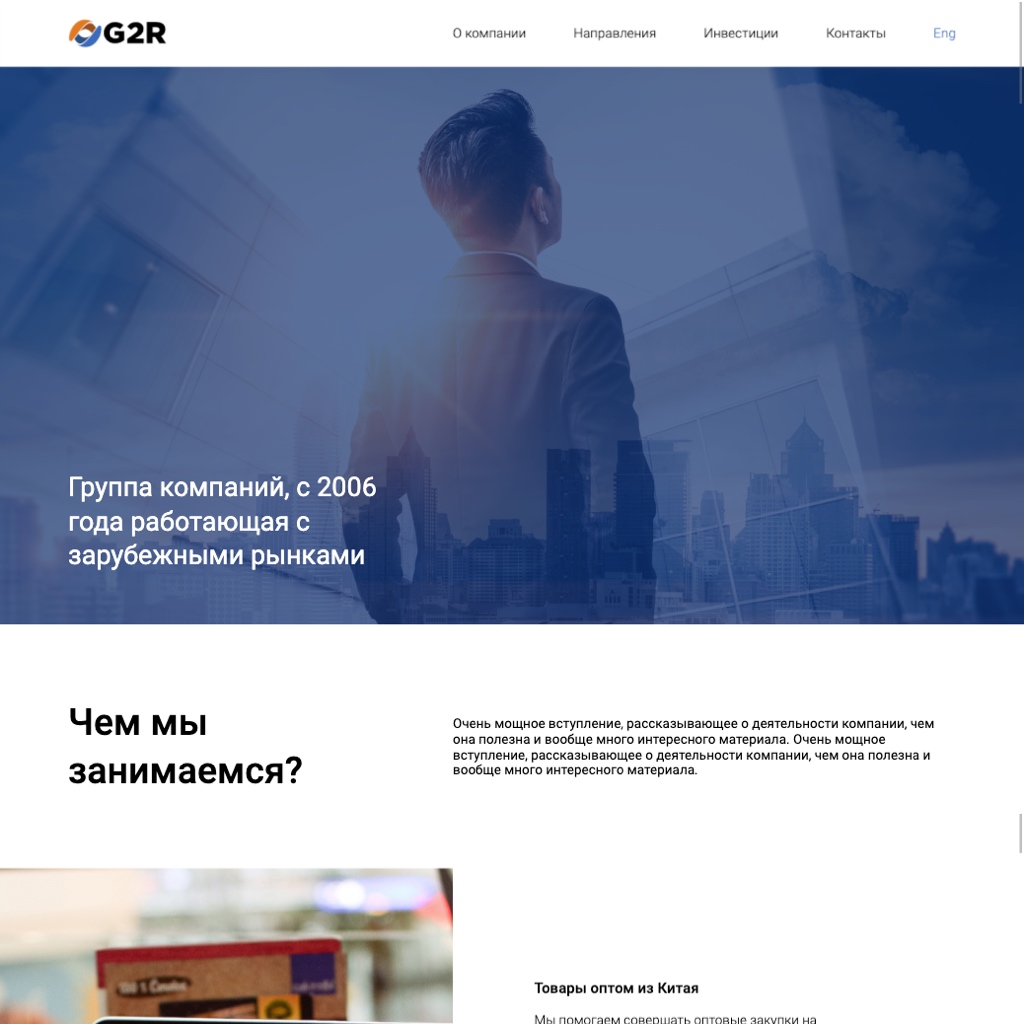 G2R
О компании
Направления
Инвестиции
Контакты
Eng
Группа компаний, с 2006
года работающая с
зарубежными рынками
Чем мы
занимаемся?
Очень мощное вступление, рассказывающее о деятельности компании, чем
она полезна и вообще много интересного материала. Очень мощное
вступление, рассказывающее о деятельности компании, чем она полезна и
вообще много интересного материала.
Товары оптом из Китая
Мы помогаем совершать оптовые закупки на